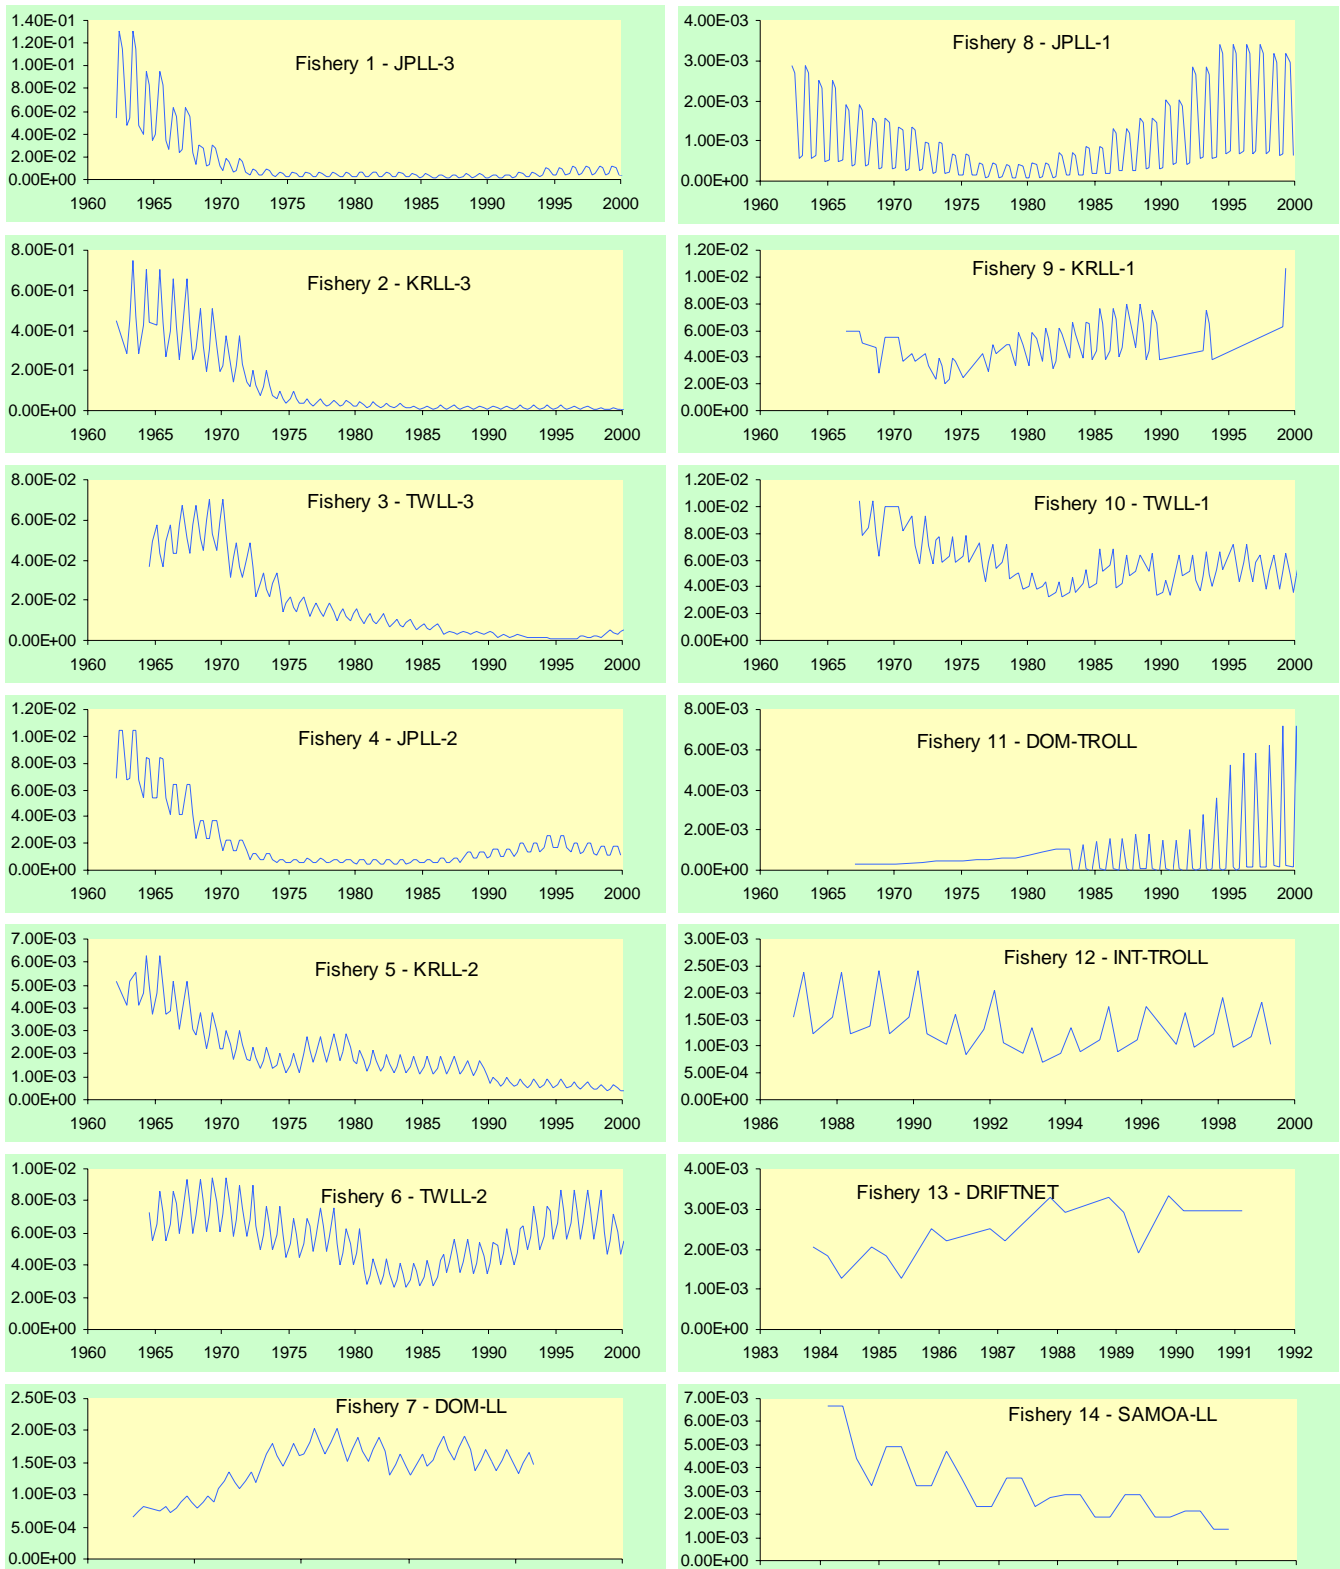 Fishery 1 - JPLL-3
1.40E-01
1.20E-01
1.00E-01
8.00E-02
6.00E-02
4.00E-02
2.00E-02
0.00E+00
1960 1965 1970 1975 1980 1985 1990 1995 2000
Fishery 8 - JPLL-1
4.00E-03
3.00E-03
2.00E-03
1.00E-03
0.00E+00
1960 1965 1970 1975 1980 1985 1990 1995 2000
Fishery 2 - KRLL-3
8.00E-01
6.00E-01
4.00E-01
2.00E-01
0.00E+00
1960 1965 1970 1975 1980 1985 1990 1995 2000
Fishery 9 - KRLL-1
1.20E-02
1.00E-02
8.00E-03
6.00E-03
4.00E-03
2.00E-03
0.00E+00
1960 1965 1970 1975 1980 1985 1990 1995 2000
Fishery 3 - TWLL-3
8.00E-02
6.00E-02
4.00E-02
2.00E-02
0.00E+00
1960 1965 1970 1975 1980 1985 1990 1995 2000
Fishery 10 - TWLL-1
1.20E-02
1.00E-02
8.00E-03
6.00E-03
4.00E-03
2.00E-03
0.00E+00
1960 1965 1970 1975 1980 1985 1990 1995 2000
Fishery 4 - JPLL-2
1.20E-02
1.00E-02
8.00E-03
6.00E-03
4.00E-03
2.00E-03
0.00E+00
1960 1965 1970 1975 1980 1985 1990 1995 2000
Fishery 11 - DOM-TROLL
8.00E-03
6.00E-03
4.00E-03
2.00E-03
0.00E+00
1960 1965 1970 1975 1980 1985 1990 1995 2000
Fishery 5 - KRLL-2
7.00E-03
6.00E-03
5.00E-03
4.00E-03
3.00E-03
2.00E-03
1.00E-03
0.00E+00
1960 1965 1970 1975 1980 1985 1990 1995 2000
Fishery 12 - INT-TROLL
3.00E-03
2.50E-03
2.00E-03
1.50E-03
1.00E-03
5.00E-04
0.00E+00
1986 1988 1990 1992 1994 1996 1998 2000
Fishery 6 - TWLL-2
1.00E-02
8.00E-03
6.00E-03
4.00E-03
2.00E-03
0.00E+00
1960 1965 1970 1975 1980 1985 1990 1995 2000
Fishery 13 - DRIFTNET
4.00E-03
3.00E-03
2.00E-03
1.00E-03
0.00E+00
1983 1984 1985 1986 1987 1988 1989 1990 1991 1992
Fishery 7 - DOM-LL
2.50E-03
2.00E-03
1.50E-03
1.00E-03
5.00E-04
0.00E+00
Fishery 14 - SAMOA-LL
7.00E-03
6.00E-03
5.00E-03
4.00E-03
3.00E-03
2.00E-03
1.00E-03
0.00E+00